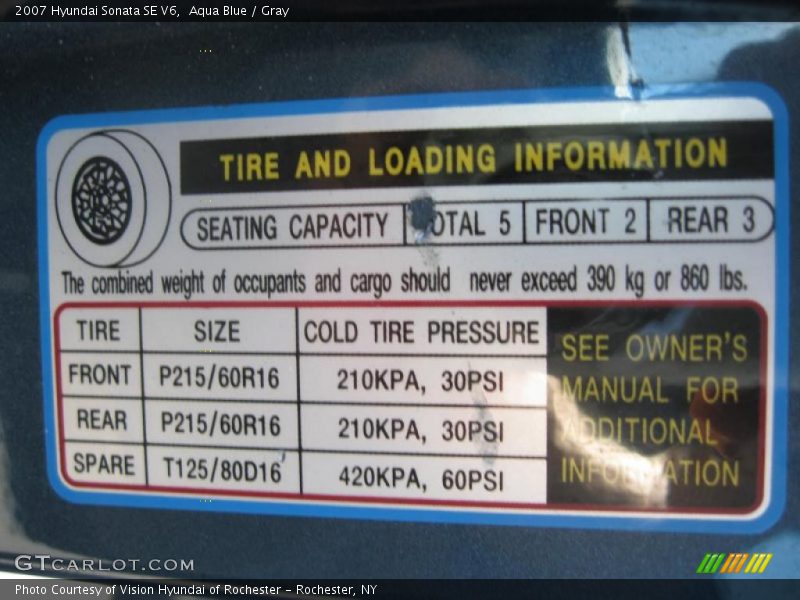 2007 Hyundai Sonata SE V6,  Aqua Blue / Gray
TIRE AND LOADING INFORMATION
SEATING CAPACITY TOTAL 5 FRONT 2 REAR 3
The combined weight of occupants and cargo should never exceed 390 kg or 860 lbs.
TIRE SIZE COLD TIRE PRESSURE
FRONT P215/60R16 210KPA, 30PSI
REAR P215/60R16 210KPA, 30PSI
SPARE T125/80D16 420KPA, 60PSI
SEE OWNER'S
MANUAL FOR
ADDITIONAL
INFORMATION
GTCARLOT.COM
Photo Courtesy of Vision Hyundai of Rochester - Rochester, NY